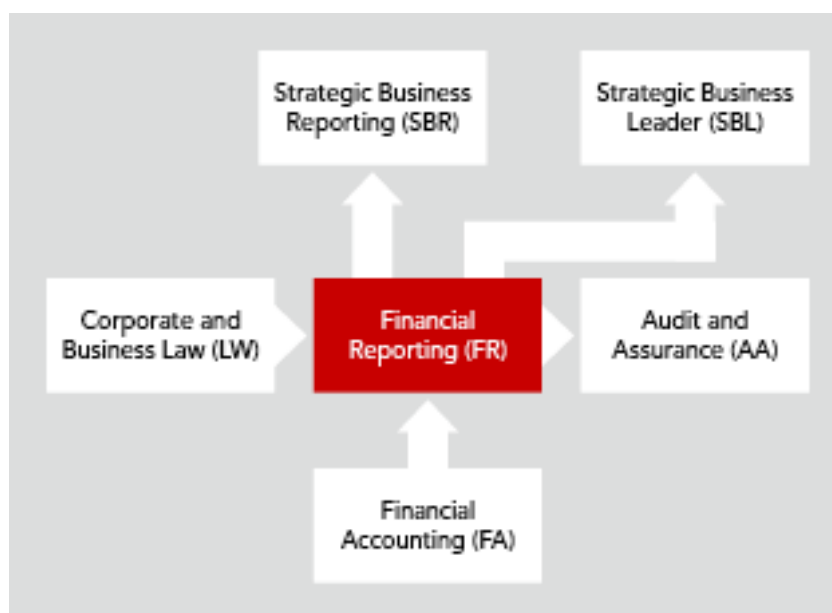 Strategic Business
Reporting (SBR)
Strategic Business
Leader (SBL)
Corporate and
Business Law (LW)
Financial
Reporting (FR)
Audit and
Assurance (AA)
Financial
Accounting (FA)